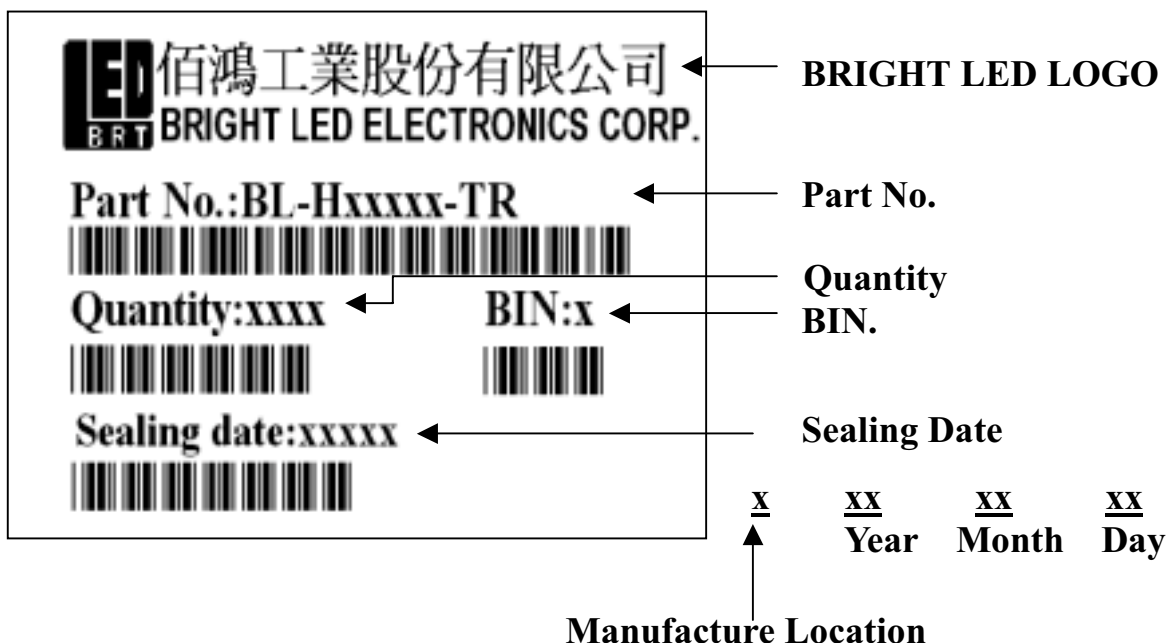 LED 佰鴻工業股份有限公司
BRT BRIGHT LED ELECTRONICS CORP.
BRIGHT LED LOGO
Part No.:BL-Hxxxxx-TR
Part No.
Quantity:xxxx
BIN:x
Quantity
BIN.
Sealing date:xxxxx
Sealing Date
x xx xx xx
Year Month Day
Manufacture Location